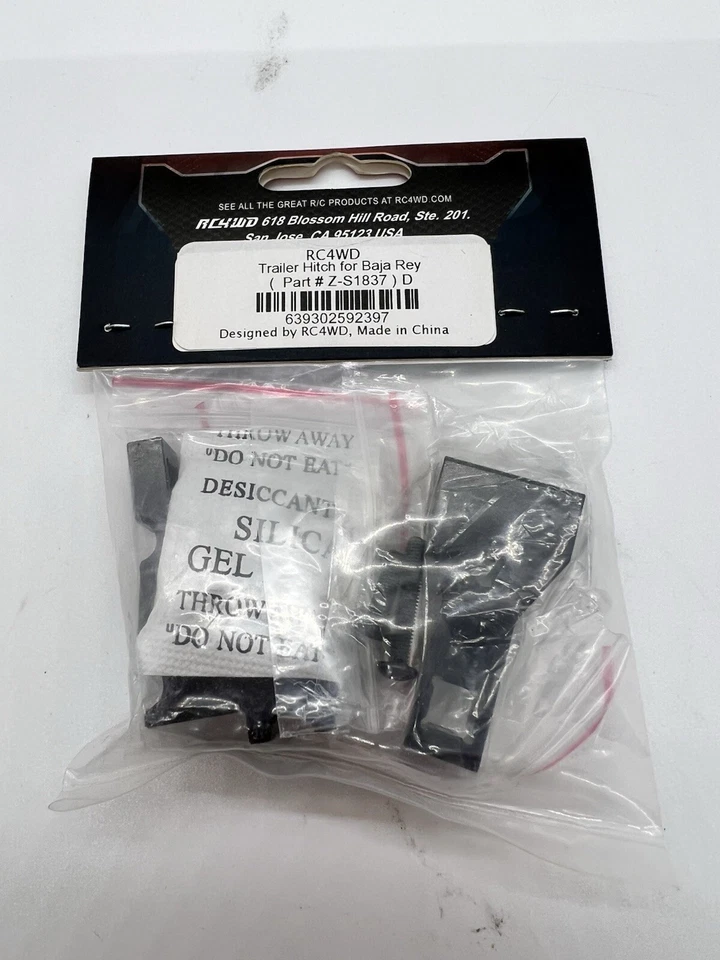 SEE ALL THE GREAT R/C PRODUCTS AT RC4WD.COM
RC4WD 618 Blossom Hill Road, Ste. 201.
San Jose, CA 95123 USA
RC4WD
Trailer Hitch for Baja Rey
( Part # Z-S1837 ) D
639302592397
Designed by RC4WD, Made in China
THROW AWAY
"DO NOT EAT"
DESICCANT
SILICA
GEL
THROW
"DO NOT EAT